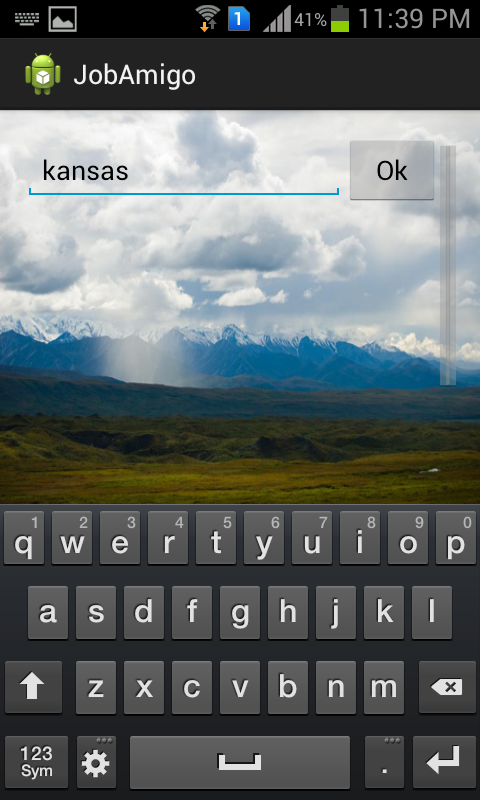 1 41% 11:39 PM
JobAmigo
kansas Ok
1 2 3 4 5 6 7 8 9 0
q w e r t y u i o p
a s d f g h j k l
z x c v b n m
123
Sym .